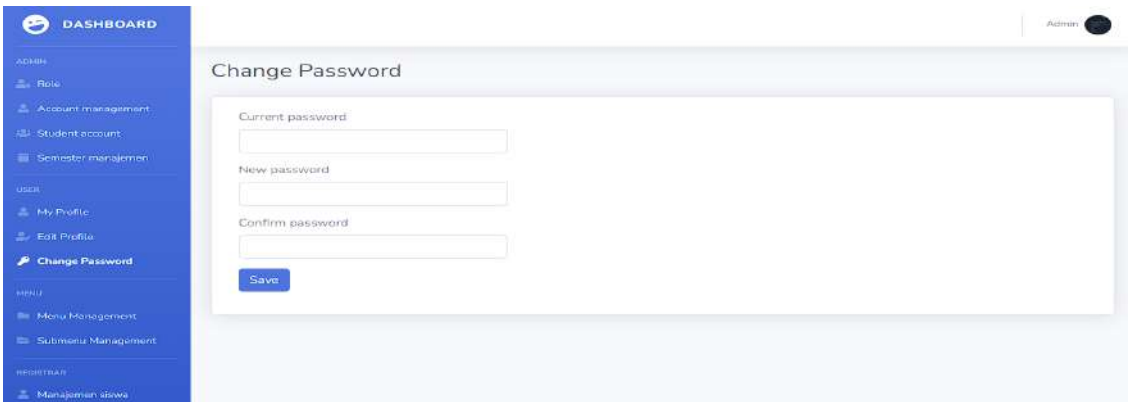 DASHBOARD
Admin
ADMIN
Role
Account management
Student account
Semester manajemen
USER
My Profile
Edit Profile
Change Password
MENU
Menu Management
Submenu Management
REGISTRAR
Manajemen siswa
Change Password
Current password
New password
Confirm password
Save